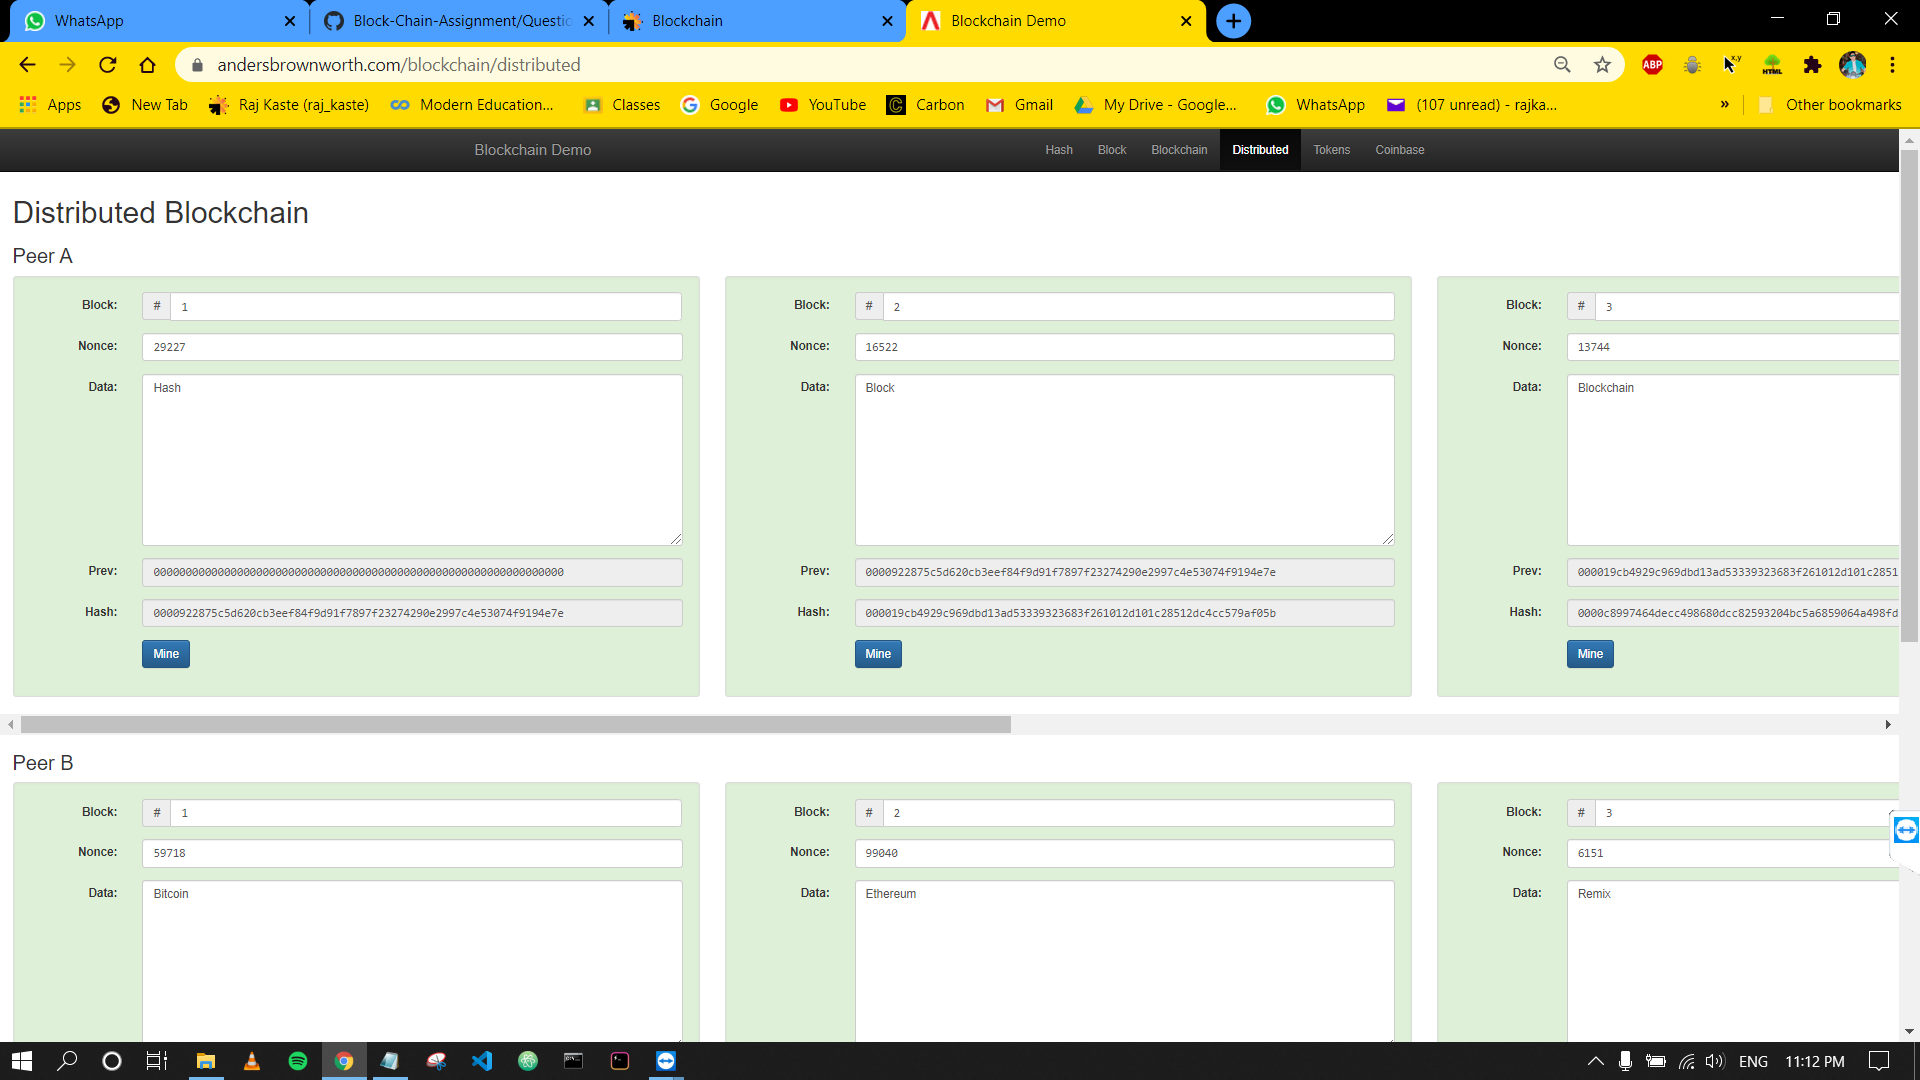 WhatsApp
Block-Chain-Assignment/Questio
Blockchain
Blockchain Demo
andersbrownworth.com/blockchain/distributed
ABP
x,y
HTML
Apps
New Tab
Raj Kaste (raj_kaste)
Modern Education...
Classes
Google
YouTube
Carbon
Gmail
My Drive - Google...
WhatsApp
(107 unread) - rajka...
»
Other bookmarks
Blockchain Demo
Hash
Block
Blockchain
Distributed
Tokens
Coinbase
Distributed Blockchain
Peer A
Block: # 1
Nonce: 29227
Data: Hash
Prev: 0000000000000000000000000000000000000000000000000000000000000000
Hash: 0000922875c5d620cb3eef84f9d91f7897f23274290e2997c4e53074f9194e7e
Mine
Block: # 2
Nonce: 16522
Data: Block
Prev: 0000922875c5d620cb3eef84f9d91f7897f23274290e2997c4e53074f9194e7e
Hash: 000019cb4929c969dbd13ad53339323683f261012d101c28512dc4cc579af05b
Mine
Block: # 3
Nonce: 13744
Data: Blockchain
Prev: 000019cb4929c969dbd13ad53339323683f261012d101c2851
Hash: 0000c8997464decc498680dcc82593204bc5a6859064a498fd
Mine
Peer B
Block: # 1
Nonce: 59718
Data: Bitcoin
Block: # 2
Nonce: 99040
Data: Ethereum
Block: # 3
Nonce: 6151
Data: Remix
ENG
11:12 PM